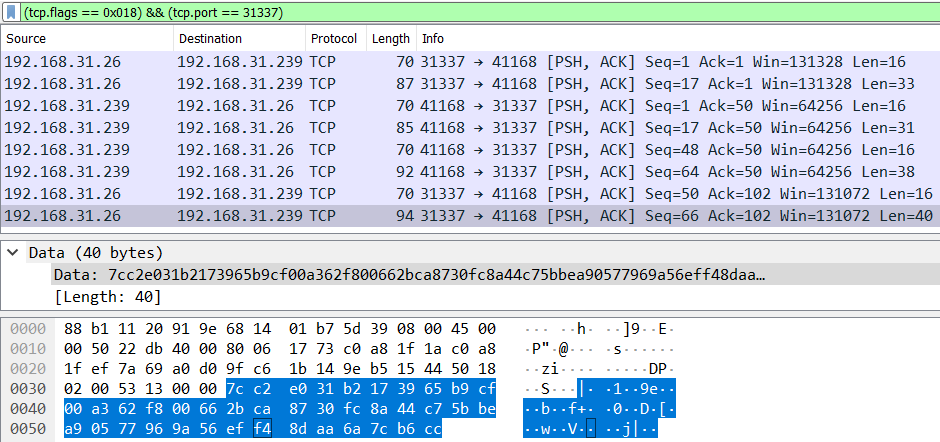 (tcp.flags == 0x018) && (tcp.port == 31337)
Source Destination Protocol Length Info
192.168.31.26 192.168.31.239 TCP 70 31337 → 41168 [PSH, ACK] Seq=1 Ack=1 Win=131328 Len=16
192.168.31.26 192.168.31.239 TCP 87 31337 → 41168 [PSH, ACK] Seq=17 Ack=1 Win=131328 Len=33
192.168.31.239 192.168.31.26 TCP 70 41168 → 31337 [PSH, ACK] Seq=1 Ack=50 Win=64256 Len=16
192.168.31.239 192.168.31.26 TCP 85 41168 → 31337 [PSH, ACK] Seq=17 Ack=50 Win=64256 Len=31
192.168.31.239 192.168.31.26 TCP 70 41168 → 31337 [PSH, ACK] Seq=48 Ack=50 Win=64256 Len=16
192.168.31.239 192.168.31.26 TCP 92 41168 → 31337 [PSH, ACK] Seq=64 Ack=50 Win=64256 Len=38
192.168.31.26 192.168.31.239 TCP 70 31337 → 41168 [PSH, ACK] Seq=50 Ack=102 Win=131072 Len=16
192.168.31.26 192.168.31.239 TCP 94 31337 → 41168 [PSH, ACK] Seq=66 Ack=102 Win=131072 Len=40
Data (40 bytes)
Data: 7cc2e031b2173965b9cf00a362f800662bca8730fc8a44c75bbea90577969a56eff48daa…
[Length: 40]
0000 88 b1 11 20 91 9e 68 14 01 b7 5d 39 08 00 45 00 ··· ··h· ··]9··E·
0010 00 50 22 db 40 00 80 06 17 73 c0 a8 1f 1a c0 a8 ·P"·@··· ·s······
0020 1f ef 7a 69 a0 d0 9f c6 1b 14 9e b5 15 44 50 18 ··zi···· ·····DP·
0030 02 00 53 13 00 00 7c c2 e0 31 b2 17 39 65 b9 cf ··S···|· ·1··9e··
0040 00 a3 62 f8 00 66 2b ca 87 30 fc 8a 44 c7 5b be ··b··f+· ·0··D·[·
0050 a9 05 77 96 9a 56 ef f4 8d aa 6a 7c b6 cc ··w··V·· ··j|··